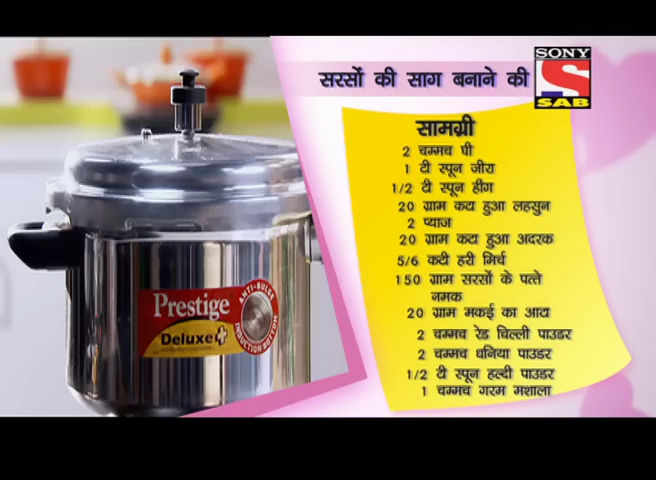 SONY
S
SAB
सरसों की साग बनाने की
सामग्री
2 चम्मच घी
1 टी स्पून जीरा
1/2 टी स्पून हींग
20 ग्राम कटा हुआ लहसुन
2 प्याज
20 ग्राम कटा हुआ अदरक
5/6 कटी हरी मिर्च
150 ग्राम सरसों के पत्ते
नमक
20 ग्राम मकई का आटा
2 चम्मच रेड चिल्ली पाउडर
2 चम्मच धनिया पाउडर
1/2 टी स्पून हल्दी पाउडर
1 चम्मच गरम मसाला
Prestige
Deluxe+
ANTI-BULGE
INDUCTION BOTTOM